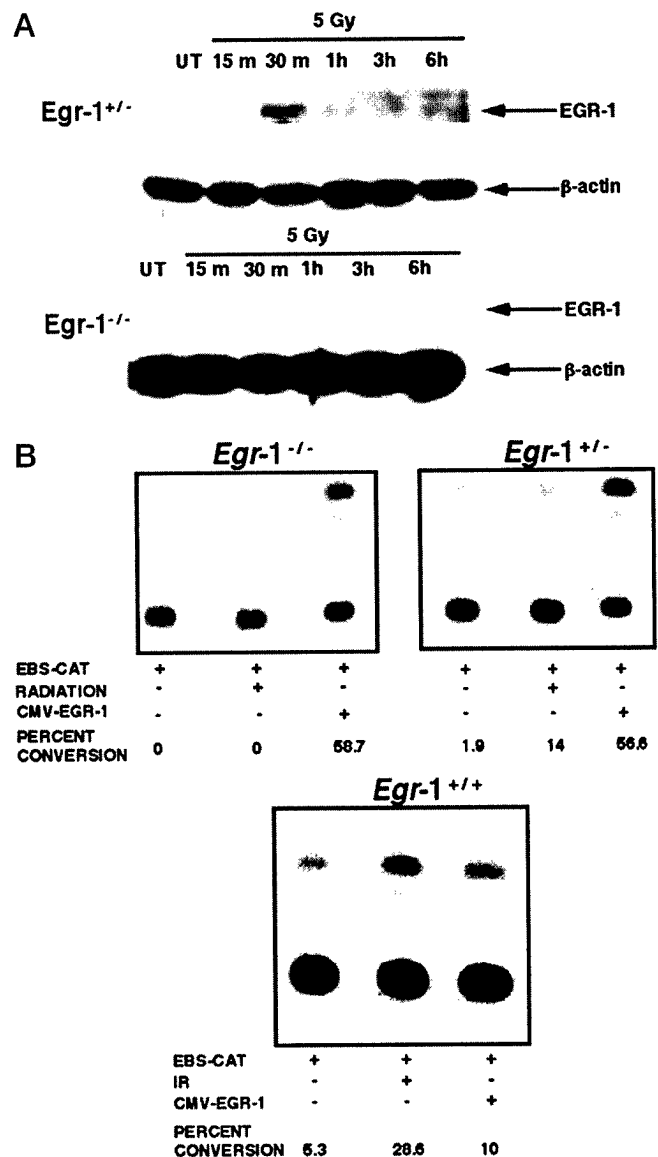 A
5 Gy
UT 15 m 30 m 1h 3h 6h
Egr-1+/-
EGR-1
β-actin
5 Gy
UT 15 m 30 m 1h 3h 6h
Egr-1-/-
EGR-1
β-actin
B
Egr-1 -/-
Egr-1 +/-
EBS-CAT + + + + + +
RADIATION - + - - + -
CMV-EGR-1 - - + - - +
PERCENT
CONVERSION 0 0 58.7 1.9 14 56.6
Egr-1 +/+
EBS-CAT + + +
IR - + -
CMV-EGR-1 - - +
PERCENT
CONVERSION 28.6 10